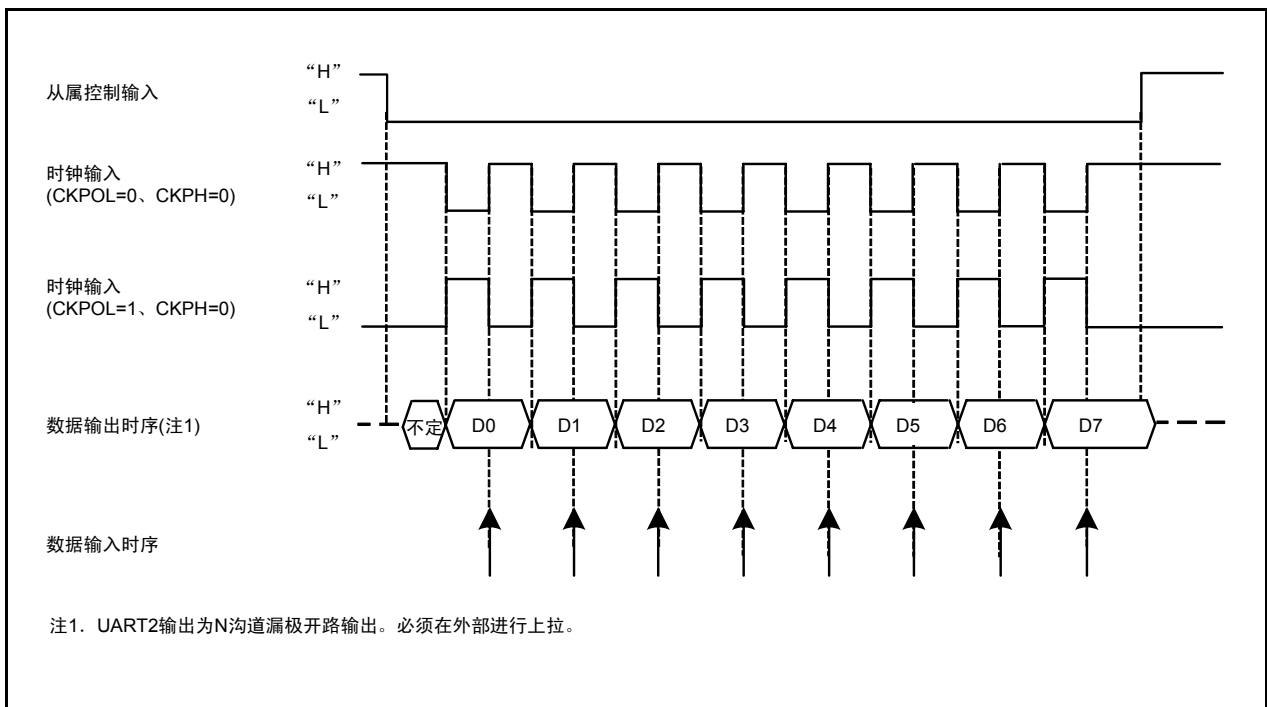 “H”
从属控制输入
“L”
时钟输入
“H”
(CKPOL=0、CKPH=0)
“L”
时钟输入
“H”
(CKPOL=1、CKPH=0)
“L”
“H”
数据输出时序(注1)
“L”
不定 D0 D1 D2 D3 D4 D5 D6 D7
数据输入时序
注1. UART2输出为N沟道漏极开路输出。必须在外部进行上拉。